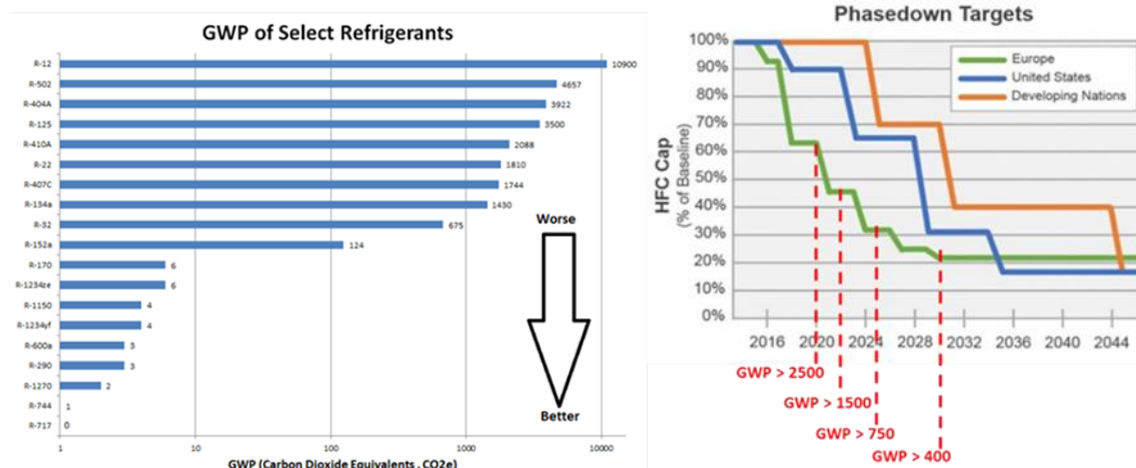 GWP of Select Refrigerants
R-12 10900
R-502 4657
R-404A 3922
R-125 3500
R-410A 2088
R-22 1810
R-407C 1744
R-134a 1430
R-32 675
R-152a 124
R-170 6
R-1234ze 6
R-1150 4
R-1234yf 4
R-600a 3
R-290 3
R-1270 2
R-744 1
R-717 0
1 10 100 1000 10000
GWP (Carbon Dioxide Equivalents , CO2e)
Worse
Better
Phasedown Targets
HFC Cap
(% of Baseline)
100%
90%
80%
70%
60%
50%
40%
30%
20%
10%
0%
Europe
United States
Developing Nations
2016 2020 2024 2028 2032 2036 2040 2044
GWP > 2500
GWP > 1500
GWP > 750
GWP > 400